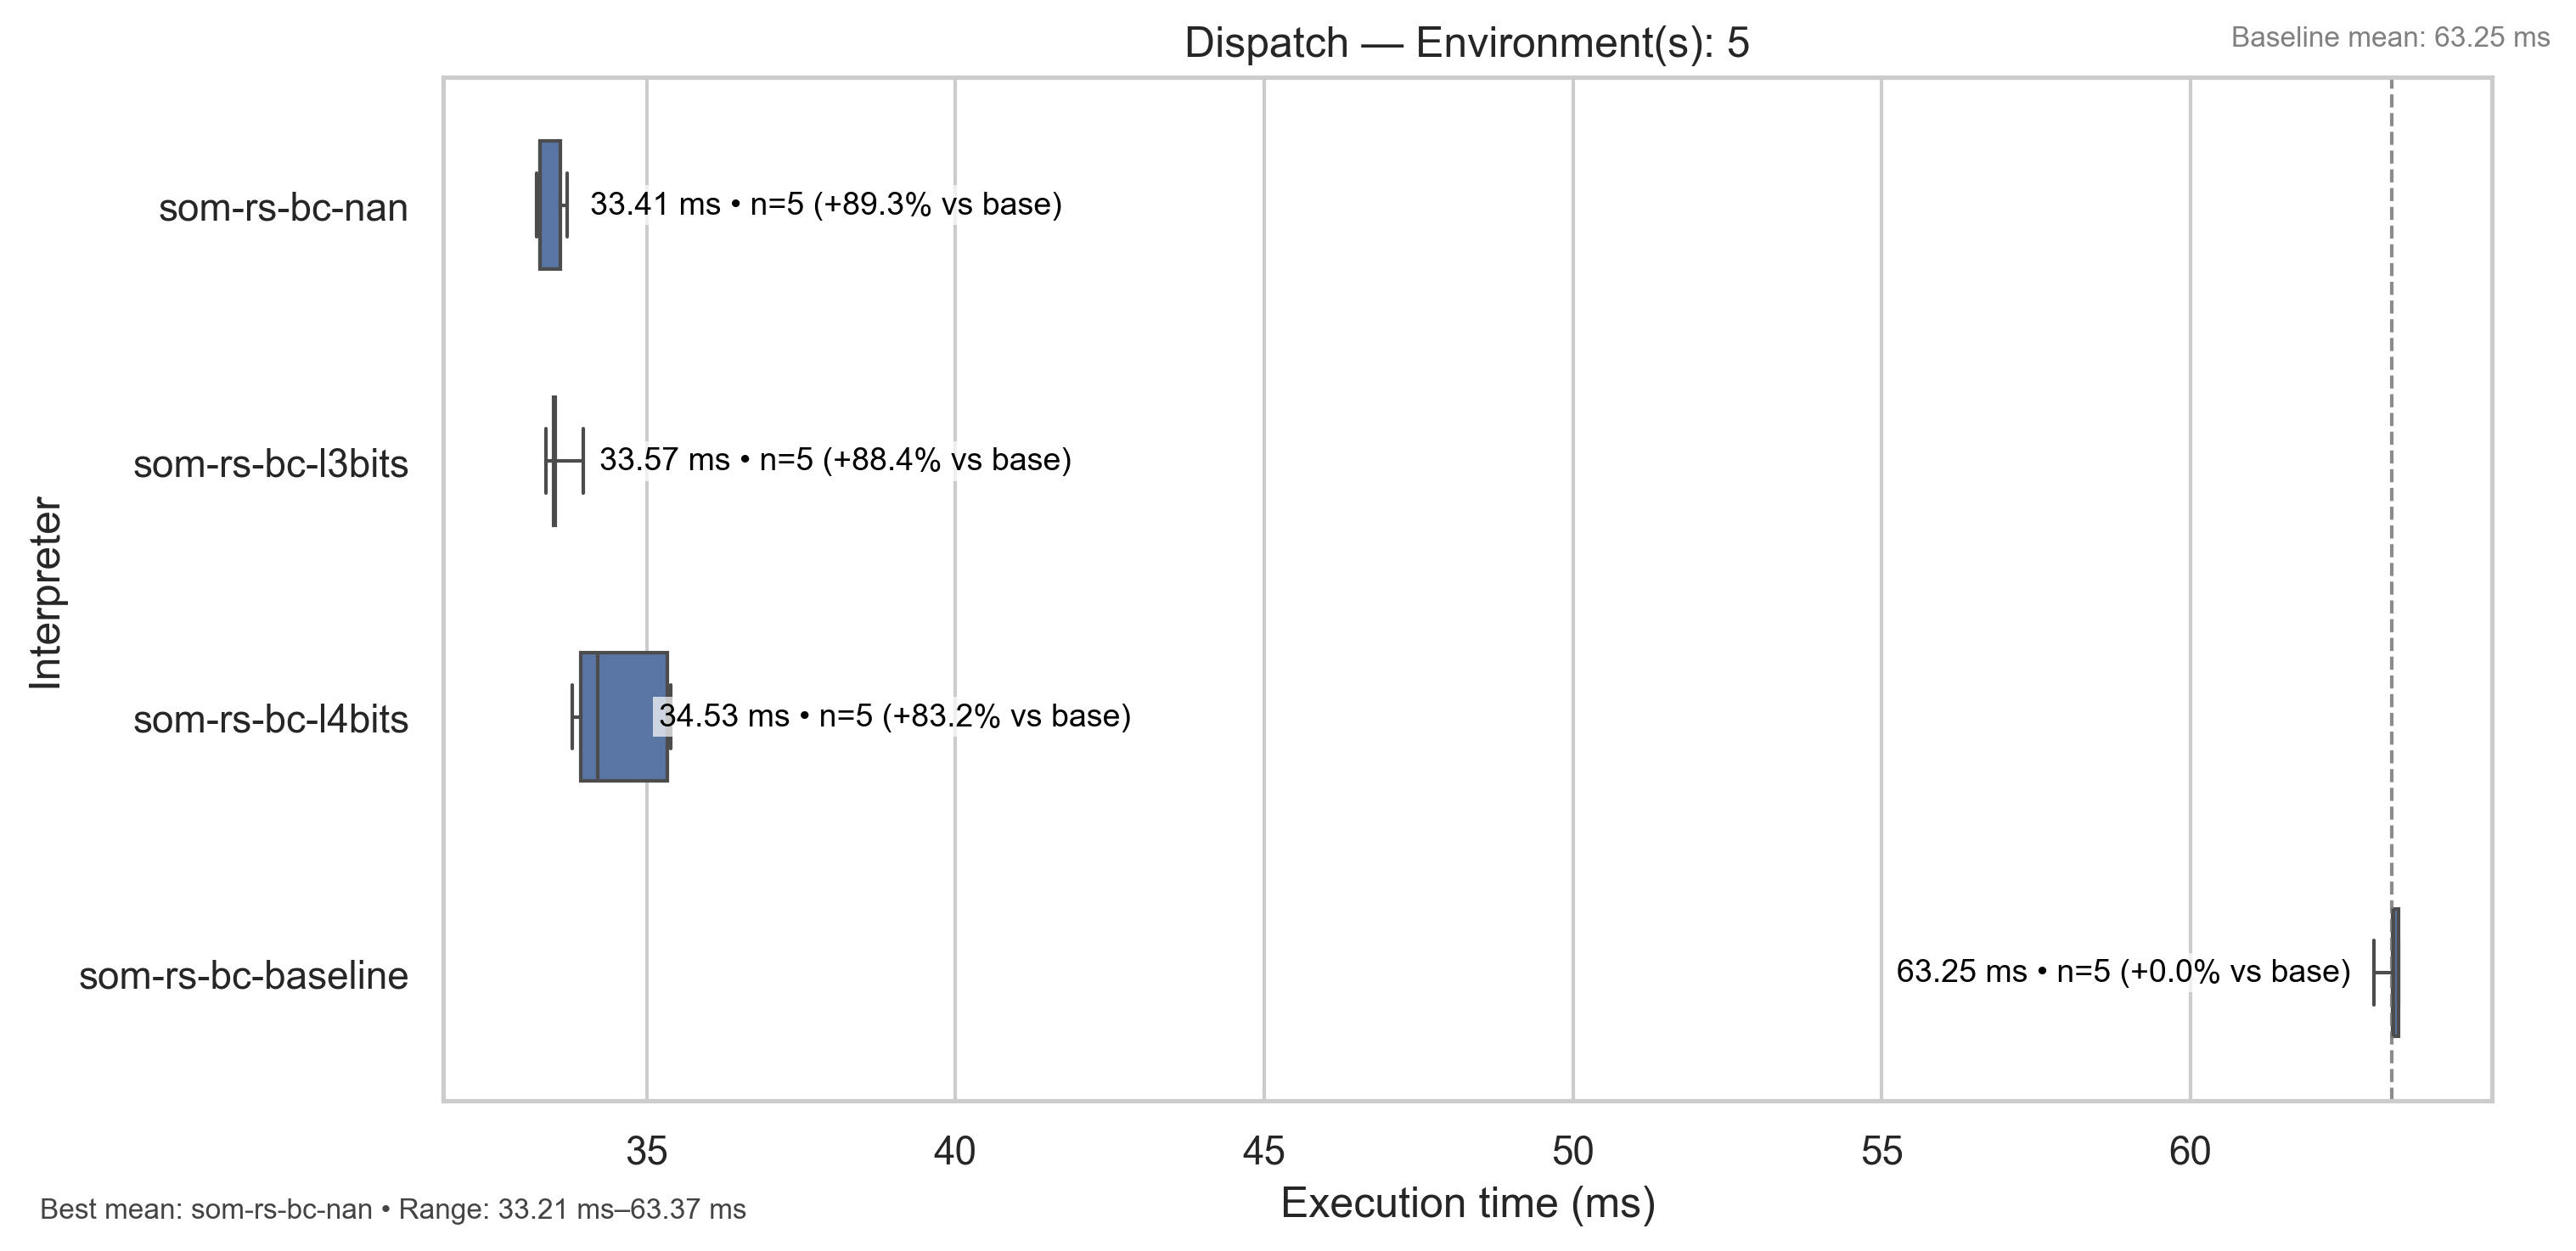 Dispatch — Environment(s): 5
Baseline mean: 63.25 ms
som-rs-bc-nan
33.41 ms • n=5 (+89.3% vs base)
som-rs-bc-l3bits
33.57 ms • n=5 (+88.4% vs base)
som-rs-bc-l4bits
34.53 ms • n=5 (+83.2% vs base)
som-rs-bc-baseline
63.25 ms • n=5 (+0.0% vs base)
Interpreter
35 40 45 50 55 60
Execution time (ms)
Best mean: som-rs-bc-nan • Range: 33.21 ms–63.37 ms